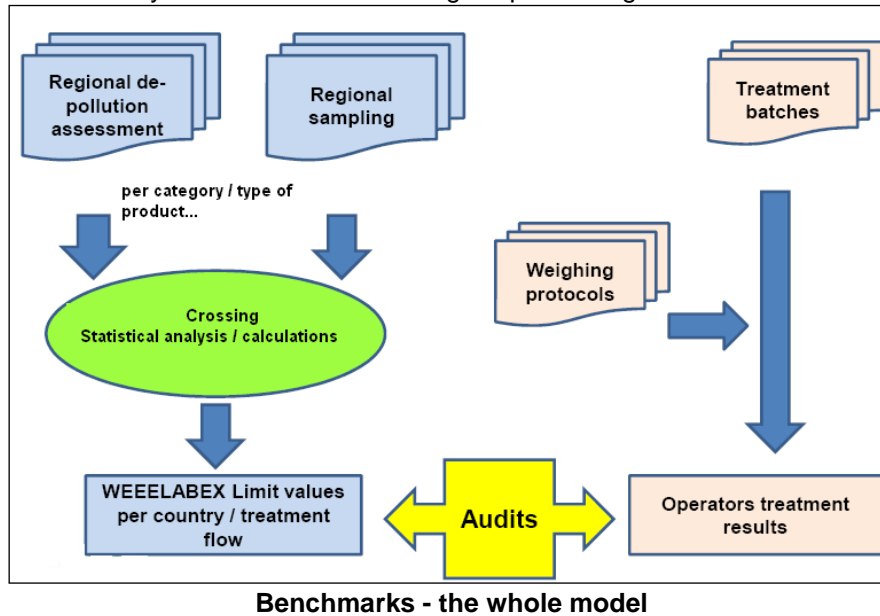 Regional de-
pollution
assessment
Regional
sampling
Treatment
batches
per category / type of
product...
Weighing
protocols
Crossing
Statistical analysis / calculations
WEEELABEX Limit values
per country / treatment
flow
Audits
Operators treatment
results
Benchmarks - the whole model